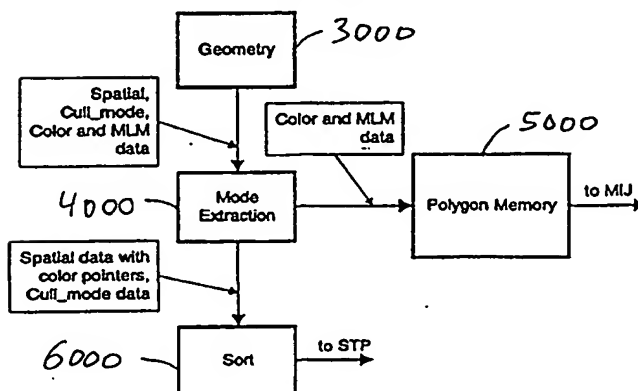 Geometry
3000
Spatial,
Cull_mode,
Color and MLM
data
Color and MLM
data
5000
4000
Mode
Extraction
Polygon Memory
to MIJ
Spatial data with
color pointers,
Cull_mode data
6000
Sort
to STP